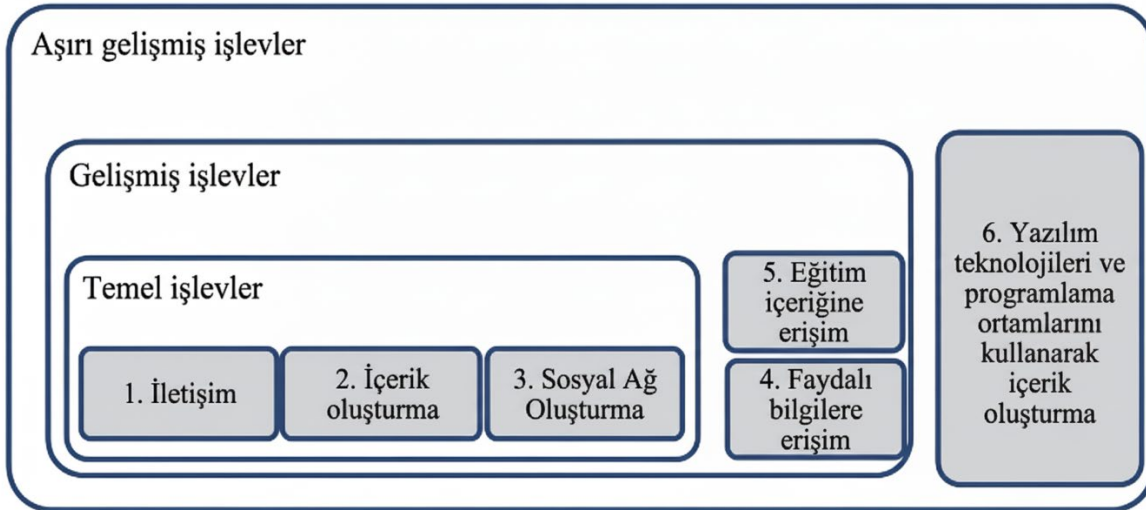 Aşırı gelişmiş işlevler
Gelişmiş işlevler
Temel işlevler
1. İletişim
2. İçerik
oluşturma
3. Sosyal Ağ
Oluşturma
5. Eğitim
içeriğine
erişim
4. Faydalı
bilgilere
erişim
6. Yazılım
teknolojileri ve
programlama
ortamlarını
kullanarak
içerik
oluşturma